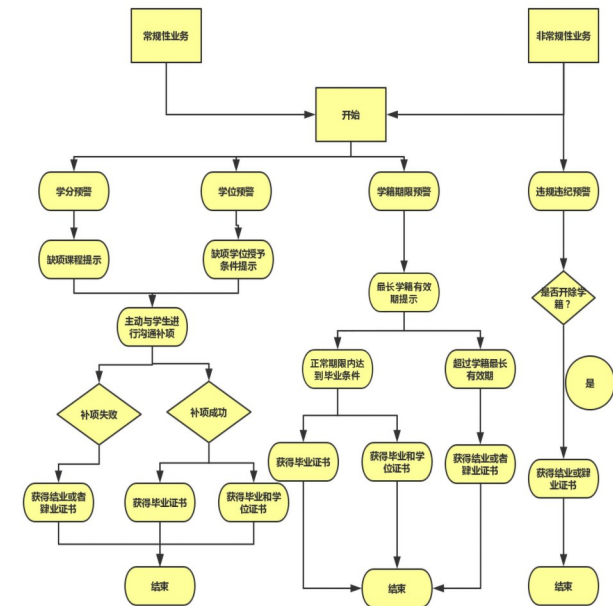 常规性业务
非常规性业务
开始
学分预警
学位预警
学籍期限预警
违规违纪预警
缺项课程提示
缺项学位授予
条件提示
最长学籍有效
期提示
是否开除学
籍？
主动与学生进
行沟通补项
正常期限内达
到毕业条件
超过学籍最长
有效期
是
补项失败
补项成功
获得毕业证书
获得毕业和学
位证书
获得结业或者
肄业证书
获得结业或肄
业证书
获得结业或者
肄业证书
获得毕业证书
获得毕业和学
位证书
结束
结束
结束